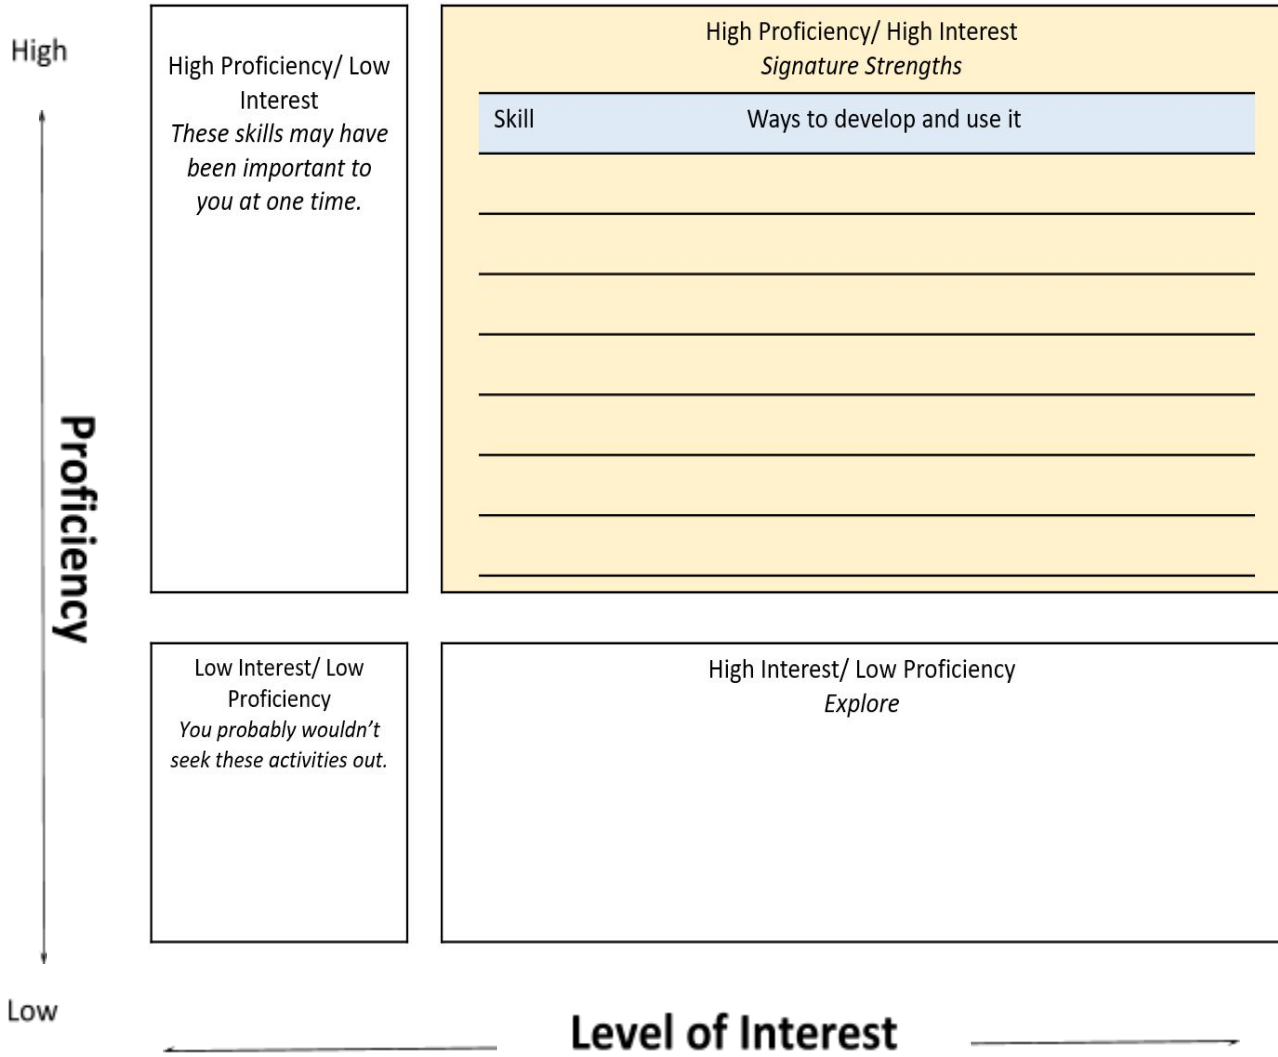 High
High Proficiency/ Low
Interest
These skills may have
been important to
you at one time.
High Proficiency/ High Interest
Signature Strengths
Skill Ways to develop and use it
Proficiency
Low Interest/ Low
Proficiency
You probably wouldn’t
seek these activities out.
High Interest/ Low Proficiency
Explore
Low
Level of Interest